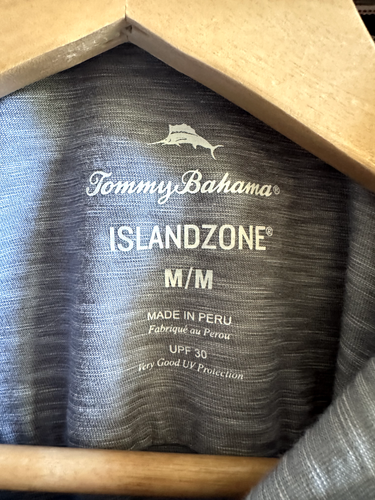 Tommy Bahama®
ISLANDZONE®
M/M
MADE IN PERU
Fabriqué au Perou
UPF 30
Very Good UV Protection